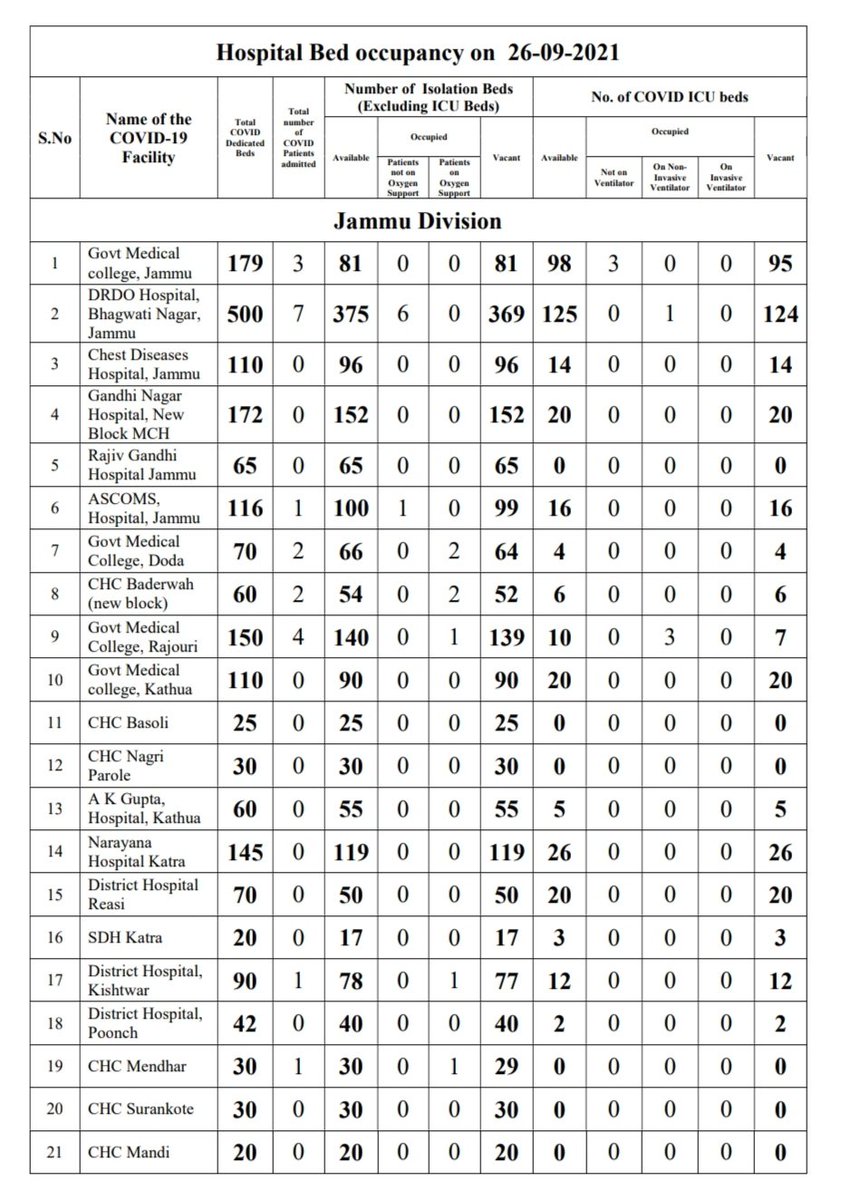 Hospital Bed occupancy on 26-09-2021
S.No
Name of the
COVID-19
Facility
Total
COVID
Dedicated
Beds
Total
number
of
COVID
Patients
admitted
Number of Isolation Beds
(Excluding ICU Beds)
No. of COVID ICU beds
Available
Occupied
Patients
not on
Oxygen
Support
Patients
on
Oxygen
Support
Vacant
Available
Occupied
Not on
Ventilator
On Non-
Invasive
Ventilator
On
Invasive
Ventilator
Vacant
Jammu Division
1 Govt Medical
college, Jammu 179 3 81 0 0 81 98 3 0 0 95
2 DRDO Hospital,
Bhagwati Nagar,
Jammu 500 7 375 6 0 369 125 0 1 0 124
3 Chest Diseases
Hospital, Jammu 110 0 96 0 0 96 14 0 0 0 14
4 Gandhi Nagar
Hospital, New
Block MCH 172 0 152 0 0 152 20 0 0 0 20
5 Rajiv Gandhi
Hospital Jammu 65 0 65 0 0 65 0 0 0 0 0
6 ASCOMS,
Hospital, Jammu 116 1 100 1 0 99 16 0 0 0 16
7 Govt Medical
College, Doda 70 2 66 0 2 64 4 0 0 0 4
8 CHC Baderwah
(new block) 60 2 54 0 2 52 6 0 0 0 6
9 Govt Medical
College, Rajouri 150 4 140 0 1 139 10 0 3 0 7
10 Govt Medical
college, Kathua 110 0 90 0 0 90 20 0 0 0 20
11 CHC Basoli 25 0 25 0 0 25 0 0 0 0 0
12 CHC Nagri
Parole 30 0 30 0 0 30 0 0 0 0 0
13 A K Gupta,
Hospital, Kathua 60 0 55 0 0 55 5 0 0 0 5
14 Narayana
Hospital Katra 145 0 119 0 0 119 26 0 0 0 26
15 District Hospital
Reasi 70 0 50 0 0 50 20 0 0 0 20
16 SDH Katra 20 0 17 0 0 17 3 0 0 0 3
17 District Hospital,
Kishtwar 90 1 78 0 1 77 12 0 0 0 12
18 District Hospital,
Poonch 42 0 40 0 0 40 2 0 0 0 2
19 CHC Mendhar 30 1 30 0 1 29 0 0 0 0 0
20 CHC Surankote 30 0 30 0 0 30 0 0 0 0 0
21 CHC Mandi 20 0 20 0 0 20 0 0 0 0 0